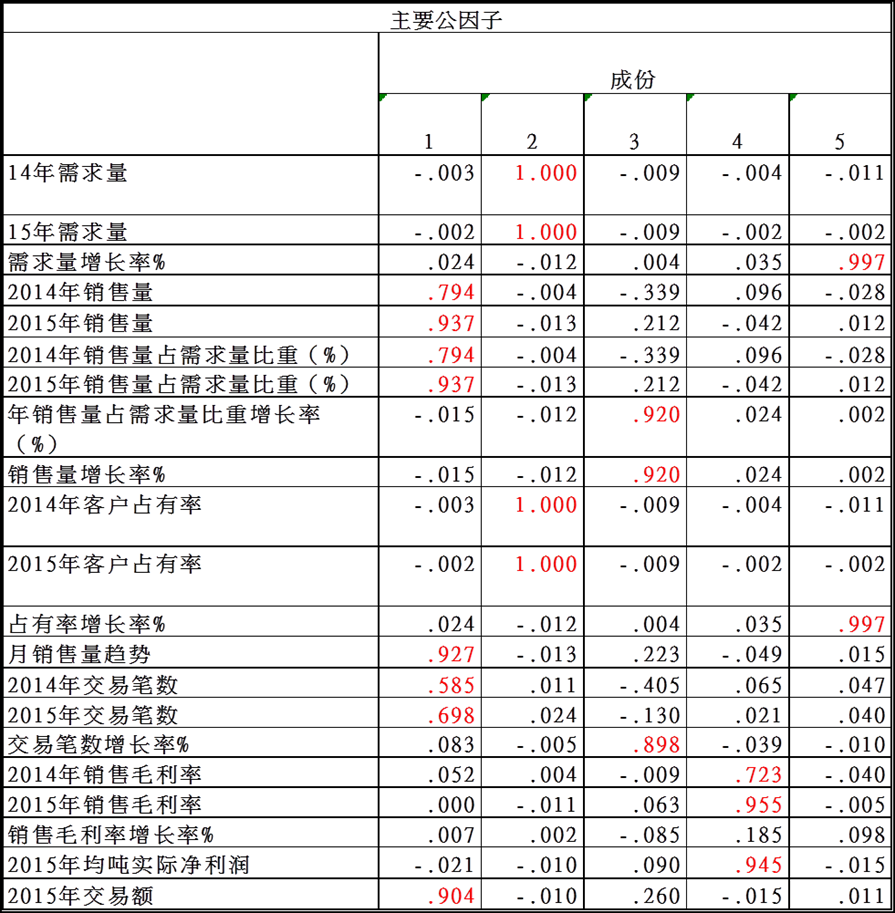 主要公因子
成份
1 2 3 4 5
14年需求量 -.003 1.000 -.009 -.004 -.011
15年需求量 -.002 1.000 -.009 -.002 -.002
需求量增长率% .024 -.012 .004 .035 .997
2014年销售量 .794 -.004 -.339 .096 -.028
2015年销售量 .937 -.013 .212 -.042 .012
2014年销售量占需求量比重（%） .794 -.004 -.339 .096 -.028
2015年销售量占需求量比重（%） .937 -.013 .212 -.042 .012
年销售量占需求量比重增长率 -.015 -.012 .920 .024 .002
（%）
销售量增长率% -.015 -.012 .920 .024 .002
2014年客户占有率 -.003 1.000 -.009 -.004 -.011
2015年客户占有率 -.002 1.000 -.009 -.002 -.002
占有率增长率% .024 -.012 .004 .035 .997
月销售量趋势 .927 -.013 .223 -.049 .015
2014年交易笔数 .585 .011 -.405 .065 .047
2015年交易笔数 .698 .024 -.130 .021 .040
交易笔数增长率% .083 -.005 .898 -.039 -.010
2014年销售毛利率 .052 .004 -.009 .723 -.040
2015年销售毛利率 .000 -.011 .063 .955 -.005
销售毛利率增长率% .007 .002 -.085 .185 .098
2015年均吨实际净利润 -.021 -.010 .090 .945 -.015
2015年交易额 .904 -.010 .260 -.015 .011